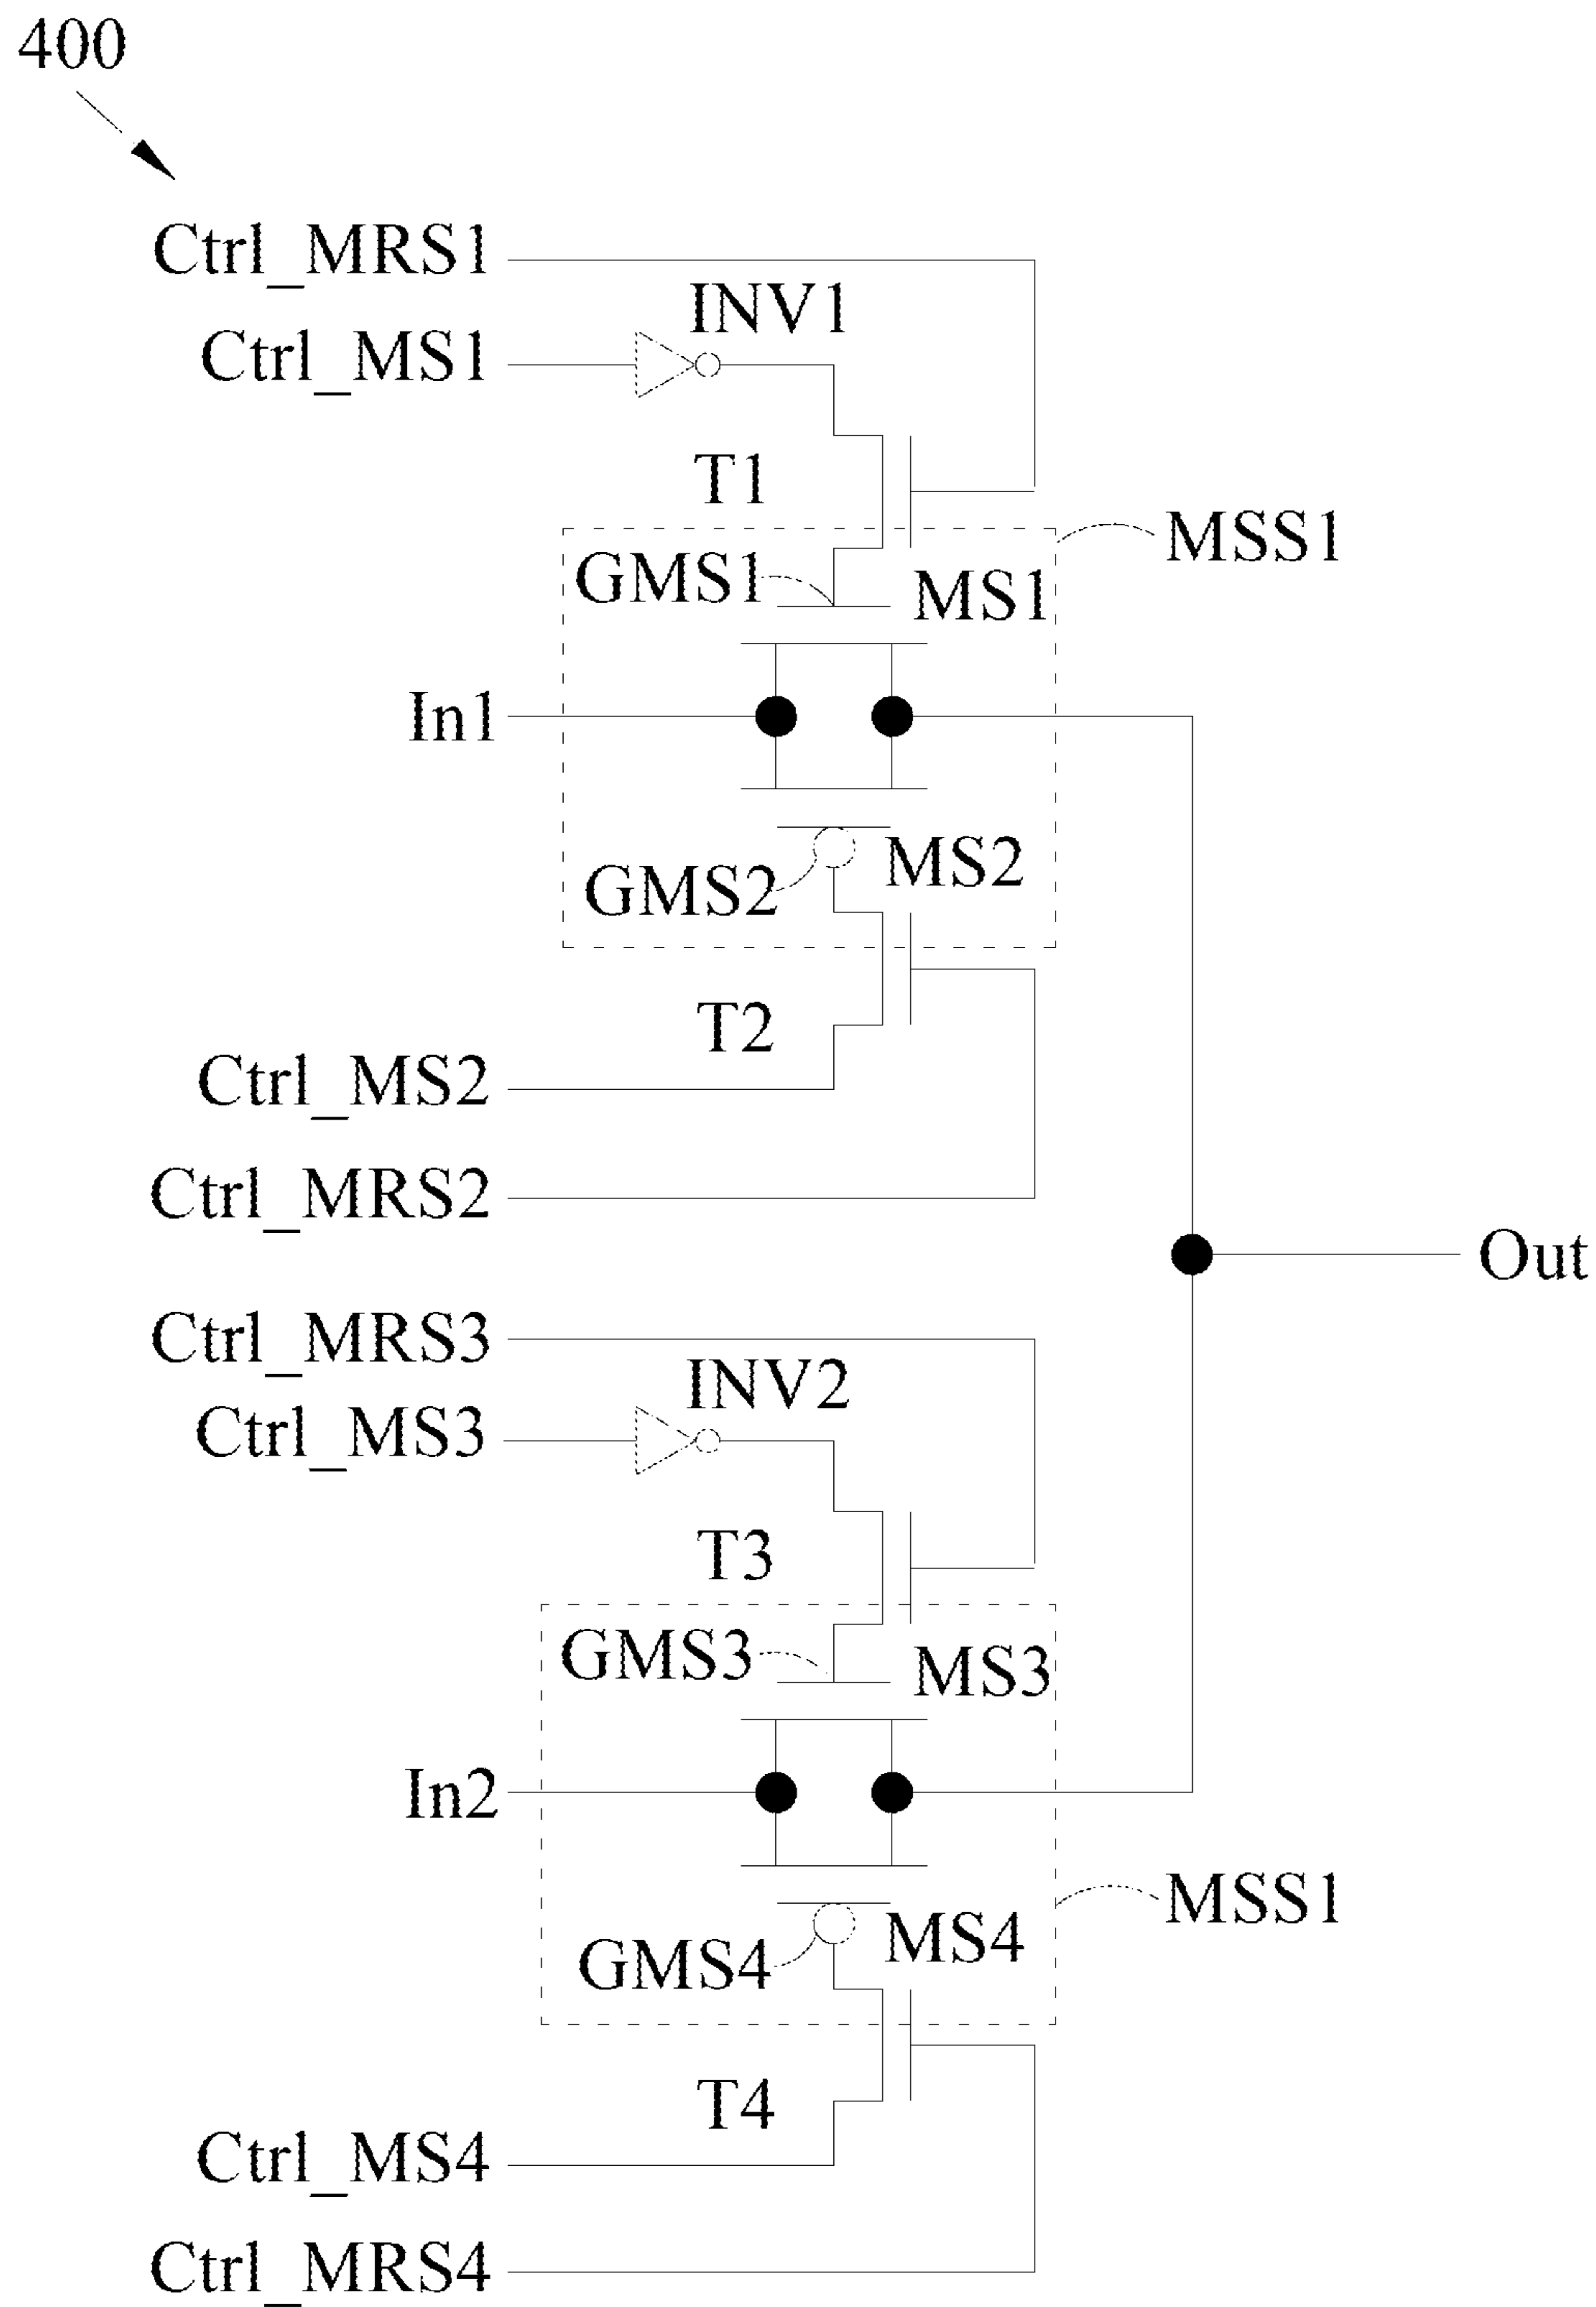 400
Ctrl_MRS1
INV1
Ctrl_MS1
T1
MSS1
GMS1
MS1
In1
MS2
GMS2
T2
Ctrl_MS2
Ctrl_MRS2
Out
Ctrl_MRS3
INV2
Ctrl_MS3
T3
GMS3
MS3
In2
MSS1
MS4
GMS4
T4
Ctrl_MS4
Ctrl_MRS4